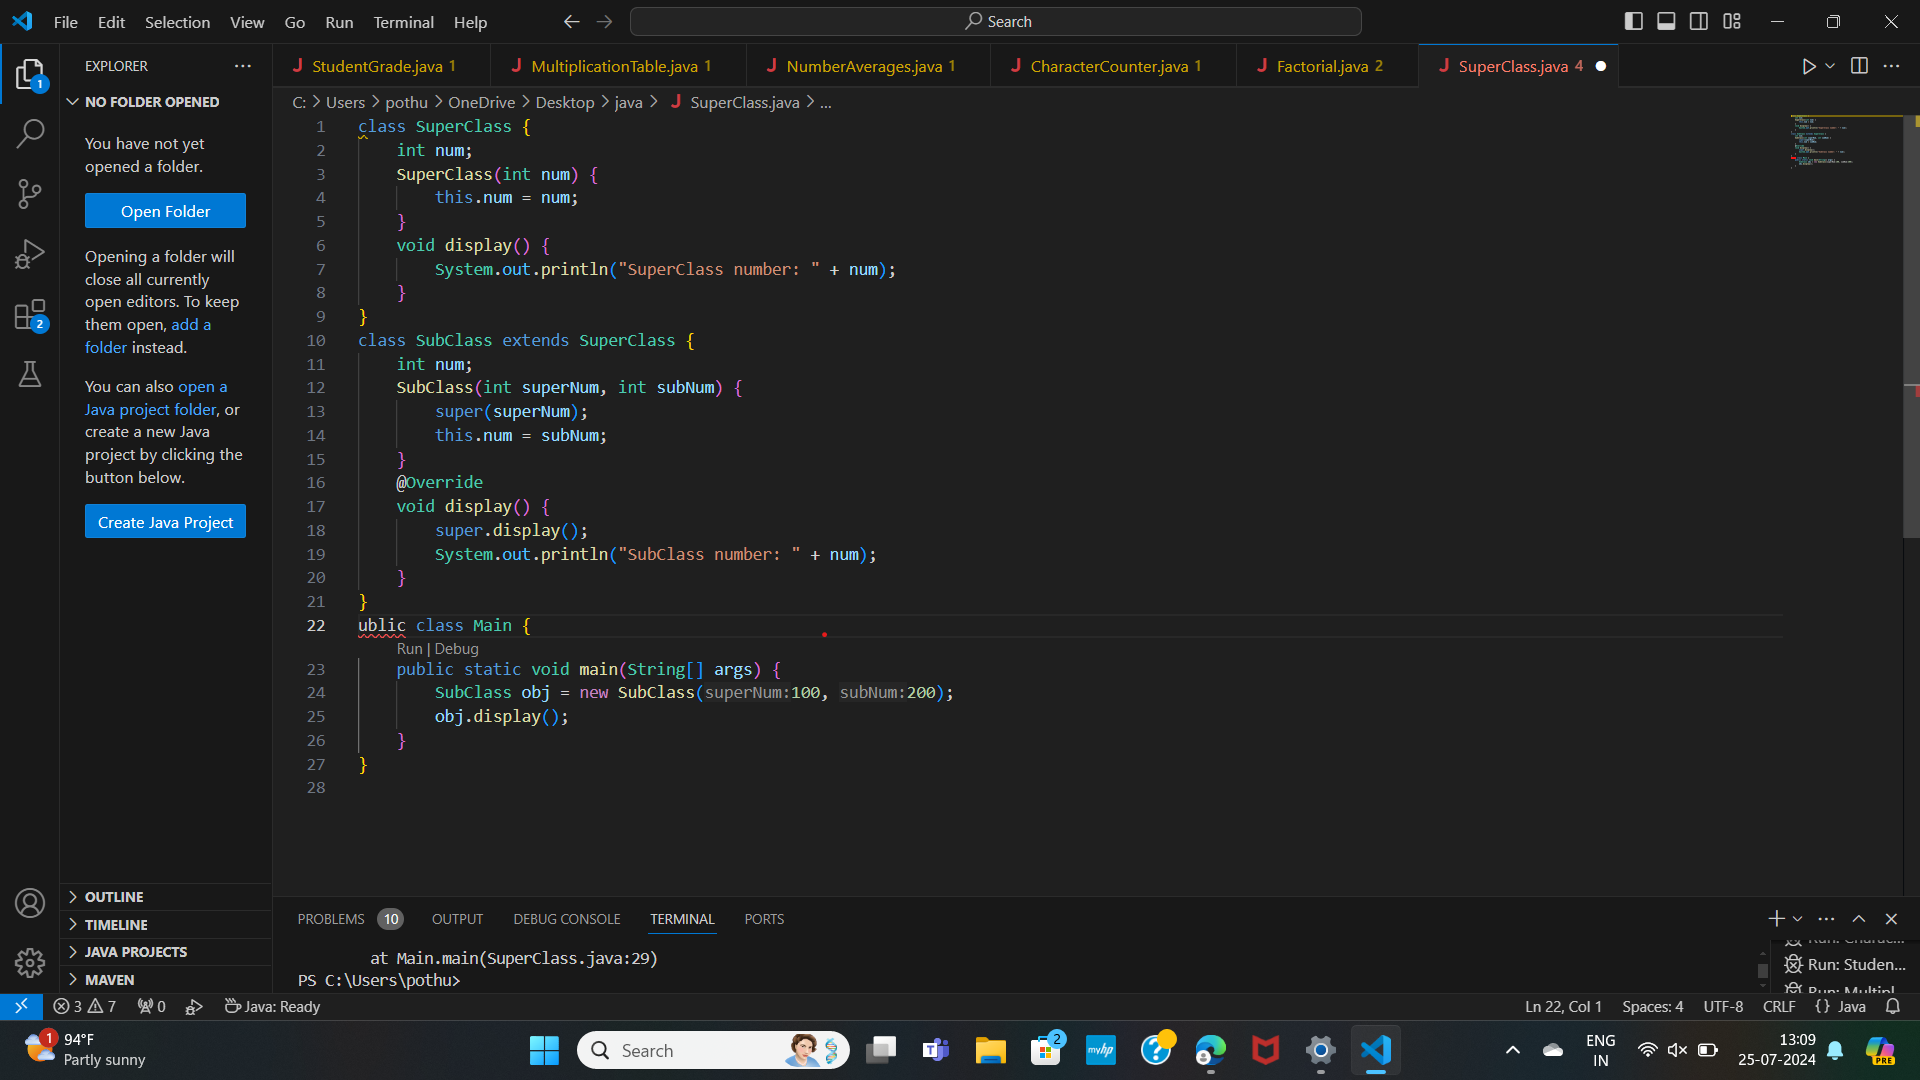 File Edit Selection View Go Run Terminal Help
Search
EXPLORER
StudentGrade.java 1
MultiplicationTable.java 1
NumberAverages.java 1
CharacterCounter.java 1
Factorial.java 2
SuperClass.java 4
1
NO FOLDER OPENED
You have not yet
opened a folder.
Open Folder
Opening a folder will
close all currently
open editors. To keep
them open, add a
folder instead.
You can also open a
Java project folder, or
create a new Java
project by clicking the
button below.
Create Java Project
2
C: > Users > pothu > OneDrive > Desktop > java > SuperClass.java > ...
1 class SuperClass {
2 int num;
3 SuperClass(int num) {
4 this.num = num;
5 }
6 void display() {
7 System.out.println("SuperClass number: " + num);
8 }
9 }
10 class SubClass extends SuperClass {
11 int num;
12 SubClass(int superNum, int subNum) {
13 super(superNum);
14 this.num = subNum;
15 }
16 @Override
17 void display() {
18 super.display();
19 System.out.println("SubClass number: " + num);
20 }
21 }
22 ublic class Main {
Run | Debug
23 public static void main(String[] args) {
24 SubClass obj = new SubClass(superNum:100, subNum:200);
25 obj.display();
26 }
27 }
28
OUTLINE
TIMELINE
JAVA PROJECTS
MAVEN
PROBLEMS 10 OUTPUT DEBUG CONSOLE TERMINAL PORTS
at Main.main(SuperClass.java:29)
PS C:\Users\pothu>
Run: Studen...
3 7 0 Java: Ready
Ln 22, Col 1 Spaces: 4 UTF-8 CRLF {} Java
1
94°F
Partly sunny
Search
2
myhp
ENG
IN
13:09
25-07-2024
PRE